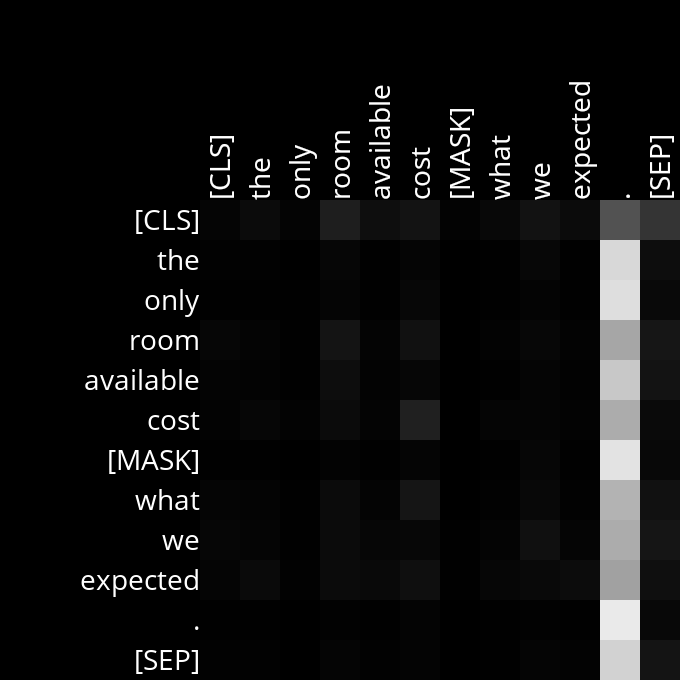 [CLS] the only room available cost [MASK] what we expected . [SEP]
[CLS]
the
only
room
available
cost
[MASK]
what
we
expected
.
[SEP]